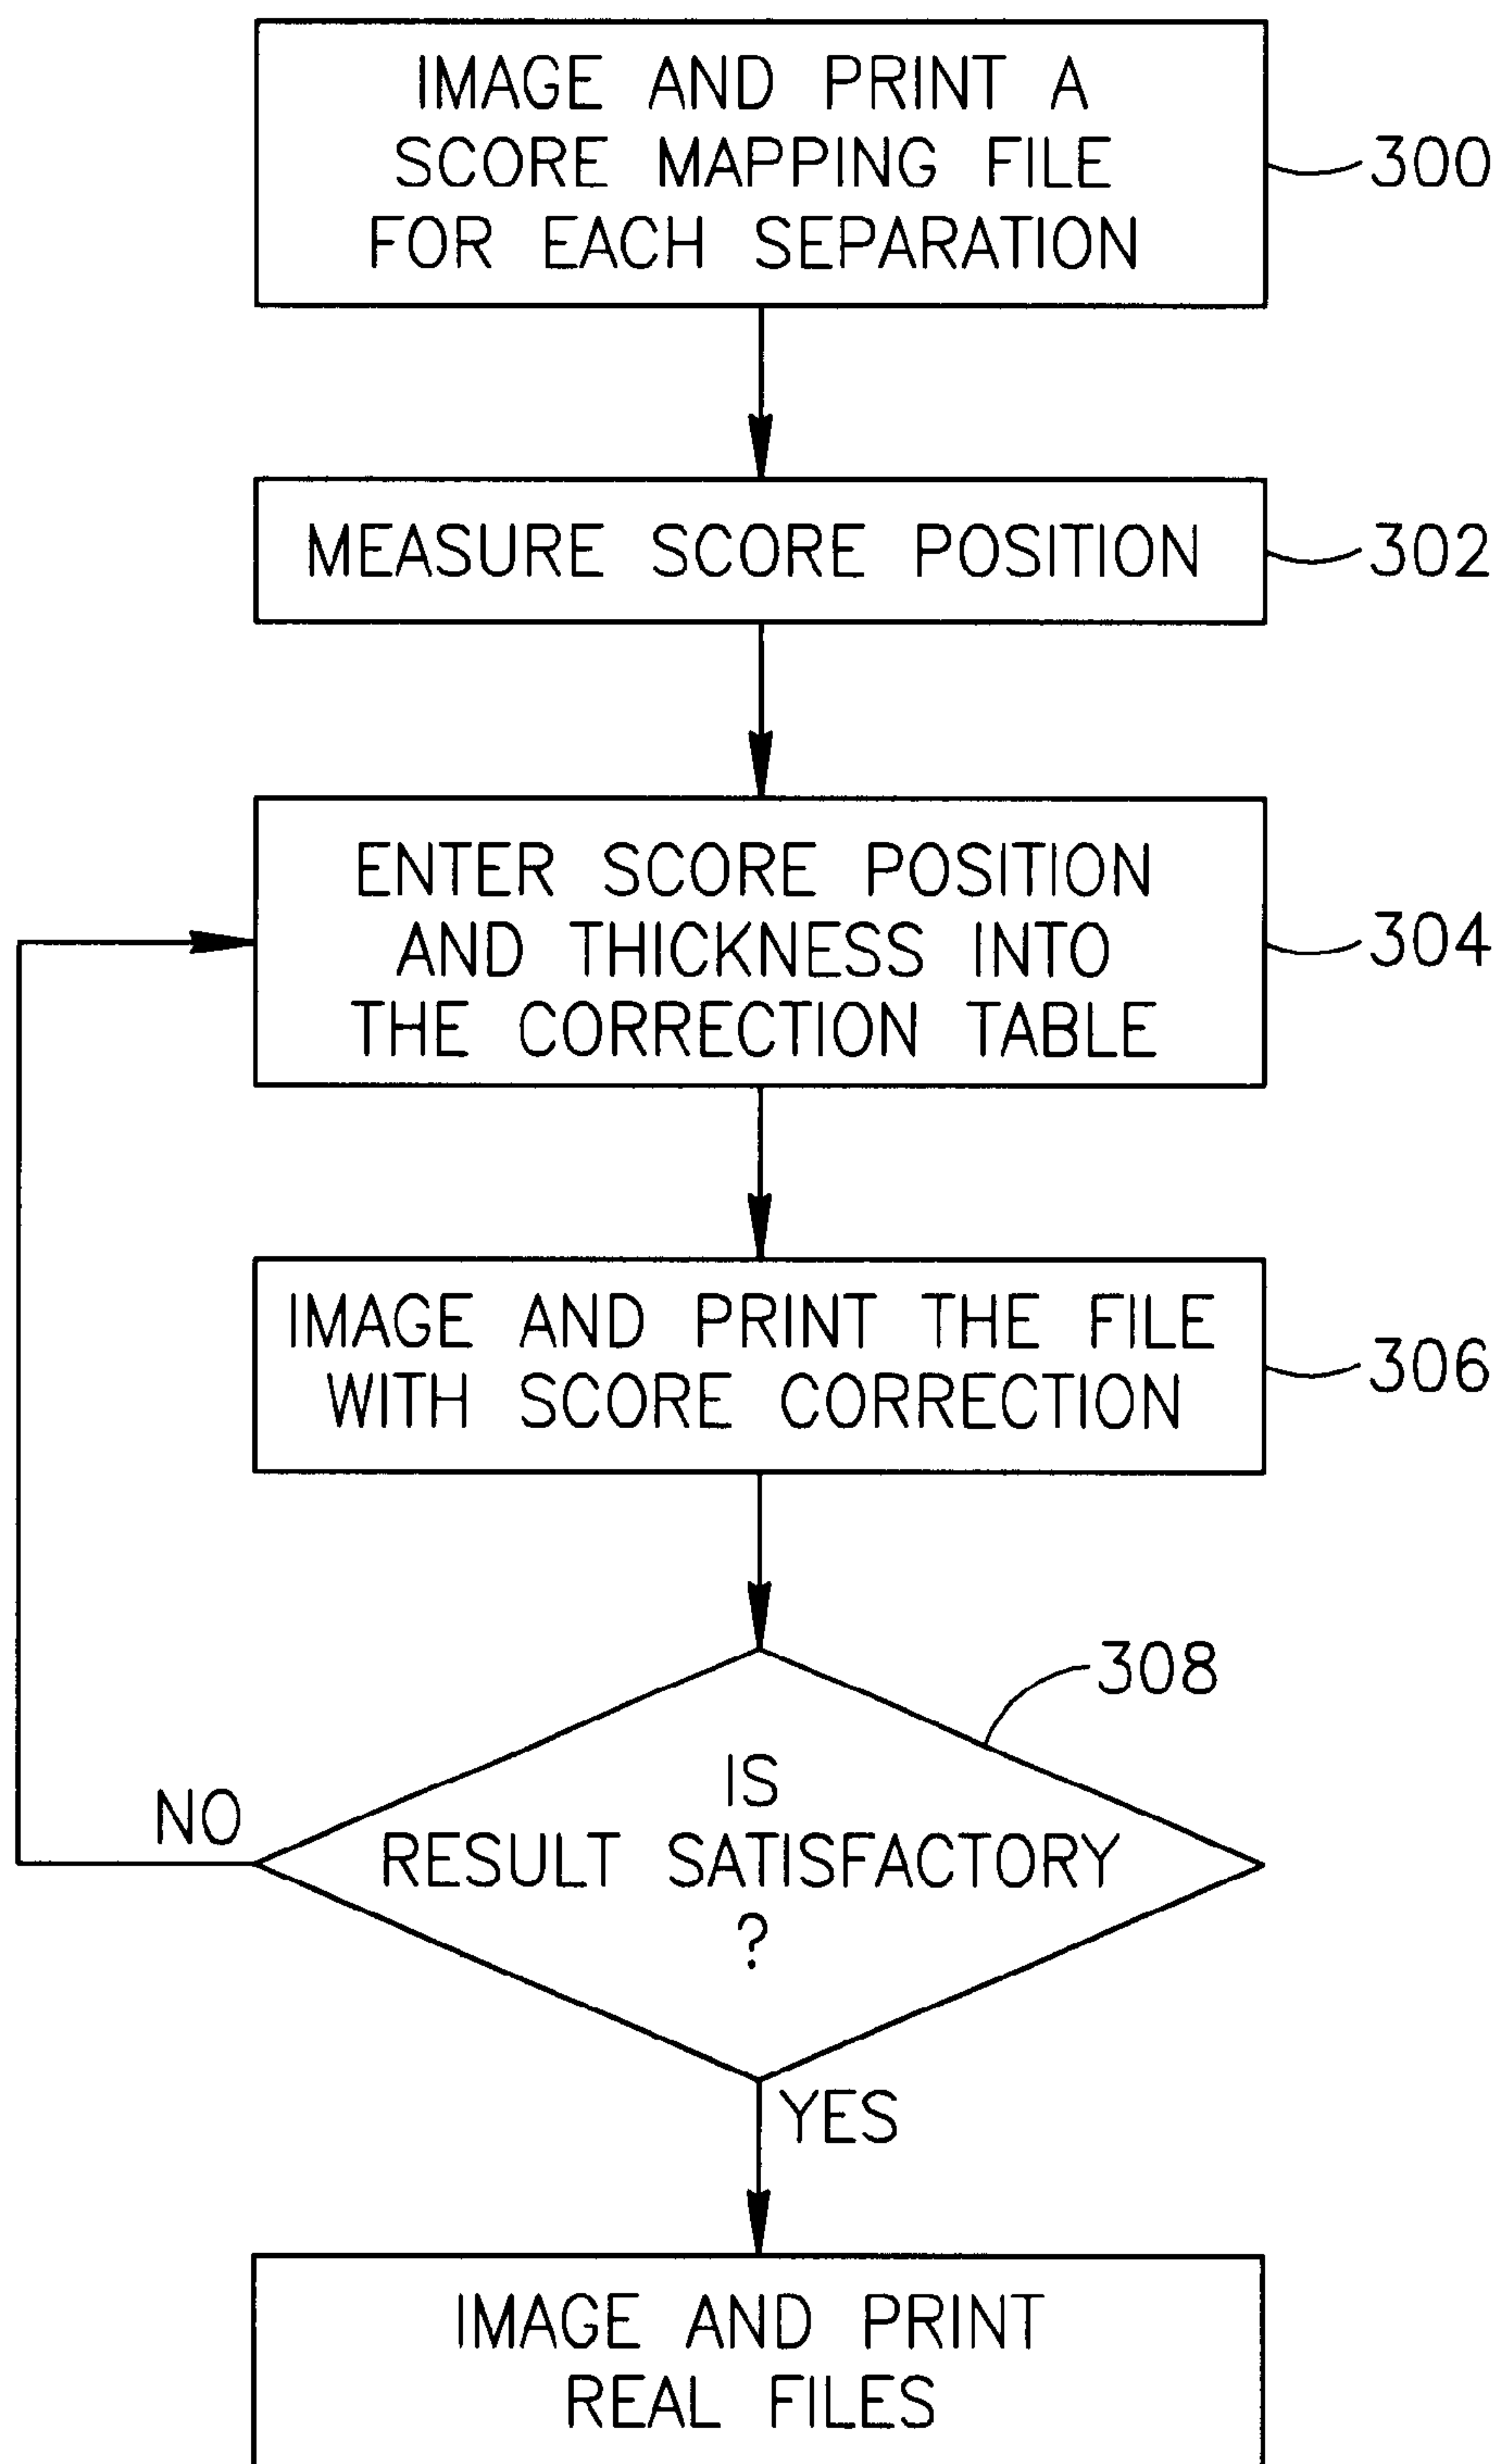 IMAGE AND PRINT A
SCORE MAPPING FILE
FOR EACH SEPARATION
300
MEASURE SCORE POSITION
302
ENTER SCORE POSITION
AND THICKNESS INTO
THE CORRECTION TABLE
304
IMAGE AND PRINT THE FILE
WITH SCORE CORRECTION
306
308
IS
RESULT SATISFACTORY
?
NO
YES
IMAGE AND PRINT
REAL FILES